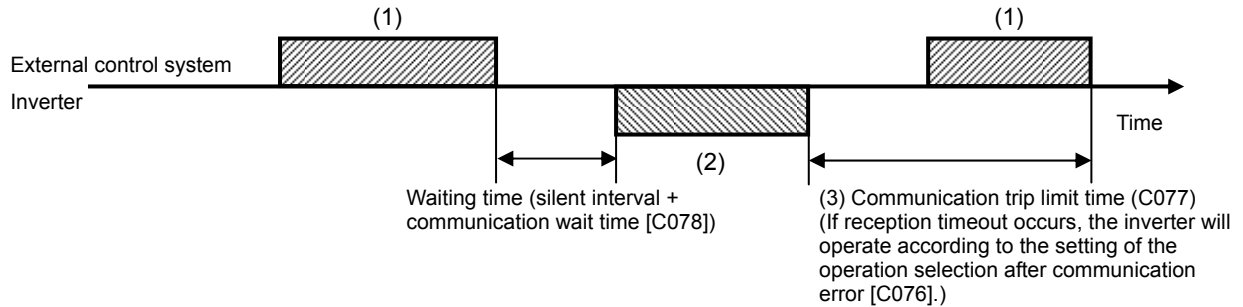 (1)
(1)
External control system
Inverter
Time
(2)
Waiting time (silent interval +
communication wait time [C078])
(3) Communication trip limit time (C077)
(If reception timeout occurs, the inverter will
operate according to the setting of the
operation selection after communication
error [C076].)